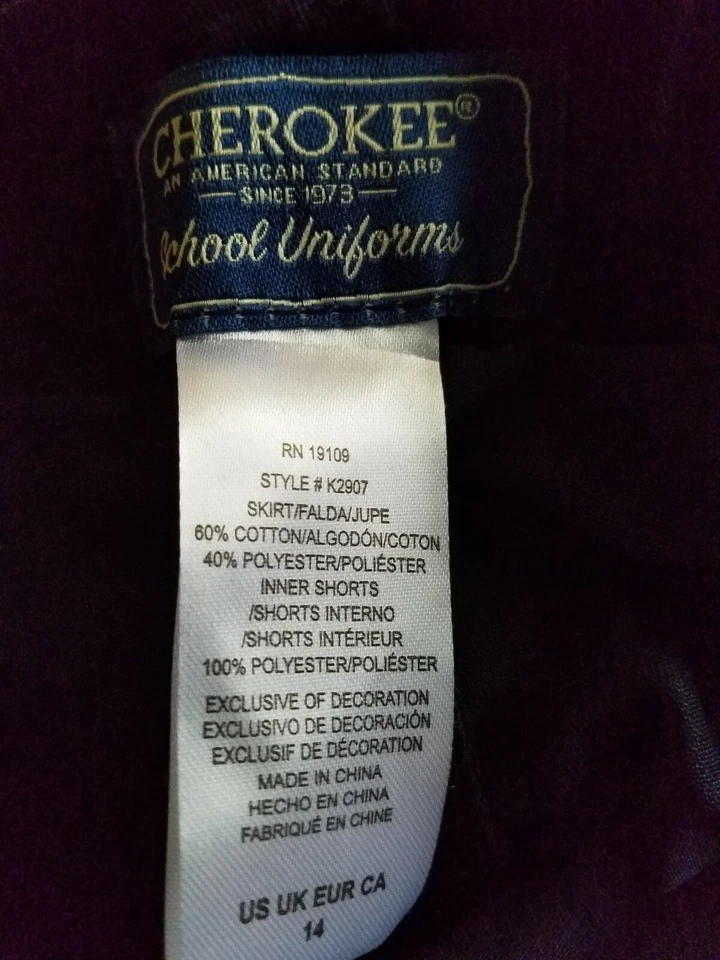 CHEROKEE®
AN AMERICAN STANDARD
SINCE 1973
School Uniforms
RN 19109
STYLE # K2907
SKIRT/FALDA/JUPE
60% COTTON/ALGODÓN/COTON
40% POLYESTER/POLIÉSTER
INNER SHORTS
/SHORTS INTERNO
/SHORTS INTÉRIEUR
100% POLYESTER/POLIÉSTER
EXCLUSIVE OF DECORATION
EXCLUSIVO DE DECORACIÓN
EXCLUSIF DE DÉCORATION
MADE IN CHINA
HECHO EN CHINA
FABRIQUÉ EN CHINE
US UK EUR CA
14